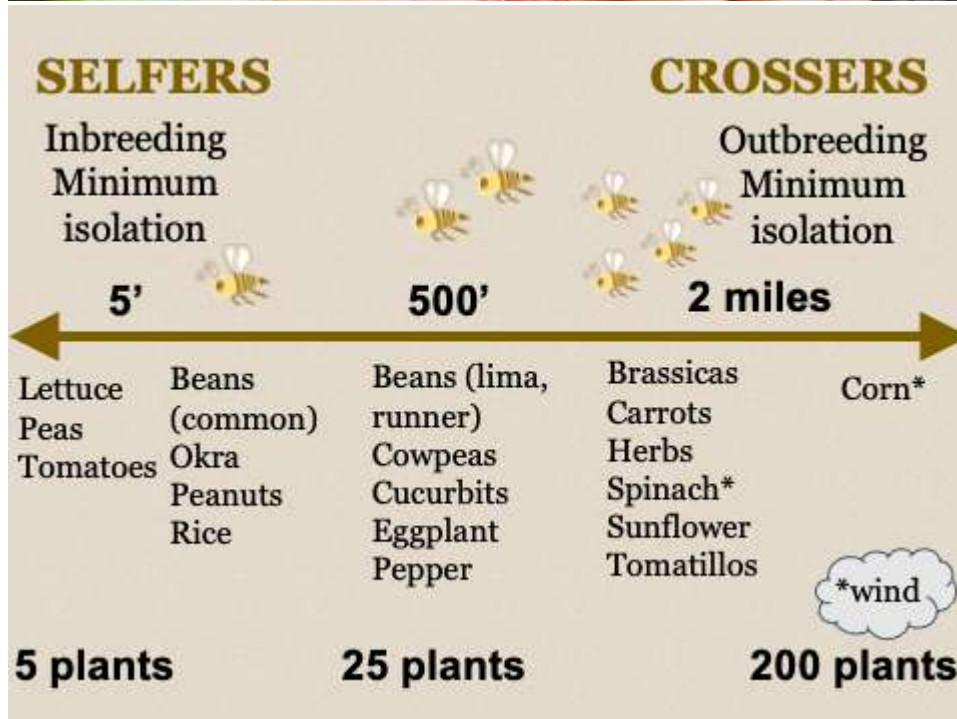 SELFERS
Inbreeding
Minimum
isolation
CROSSERS
Outbreeding
Minimum
isolation
5’
500’
2 miles
Lettuce
Peas
Tomatoes
Beans
(common)
Okra
Peanuts
Rice
Beans (lima,
runner)
Cowpeas
Cucurbits
Eggplant
Pepper
Brassicas
Carrots
Herbs
Spinach*
Sunflower
Tomatillos
Corn*
*wind
5 plants
25 plants
200 plants